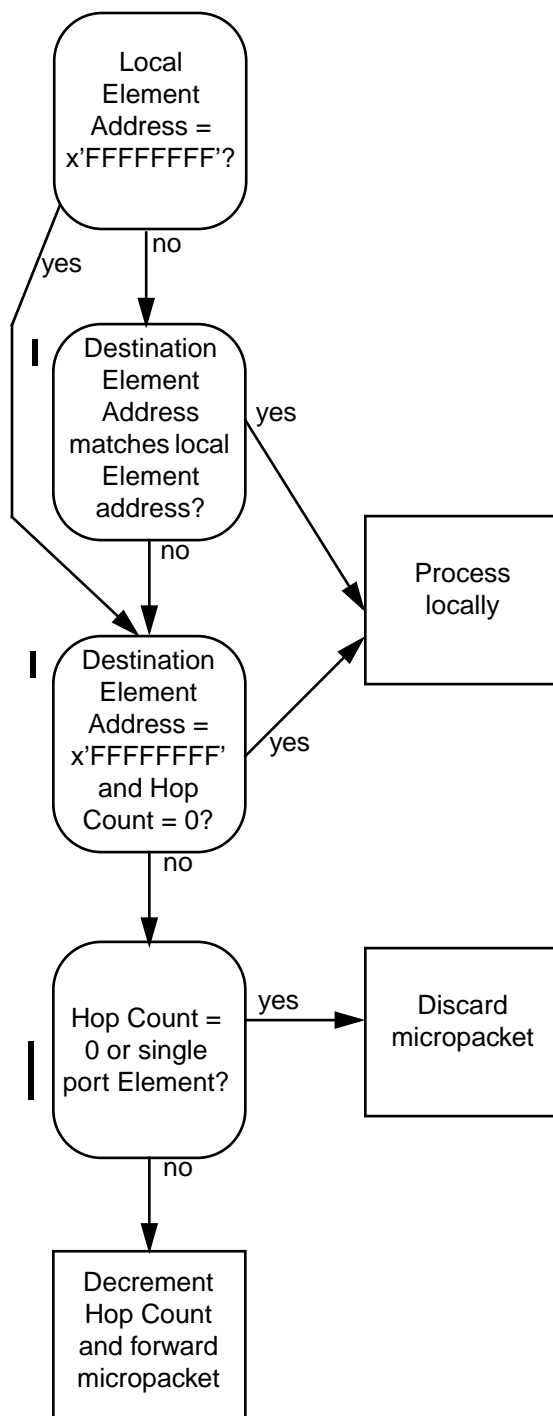 Local
Element
Address =
x’FFFFFFFF’?
yes
no
Destination
Element
Address
matches local
Element
address?
yes
no
Process
locally
Destination
Element
Address =
x’FFFFFFFF’
and Hop
Count = 0?
yes
no
Hop Count =
0 or single
port Element?
yes
Discard
micropacket
no
Decrement
Hop Count
and forward
micropacket